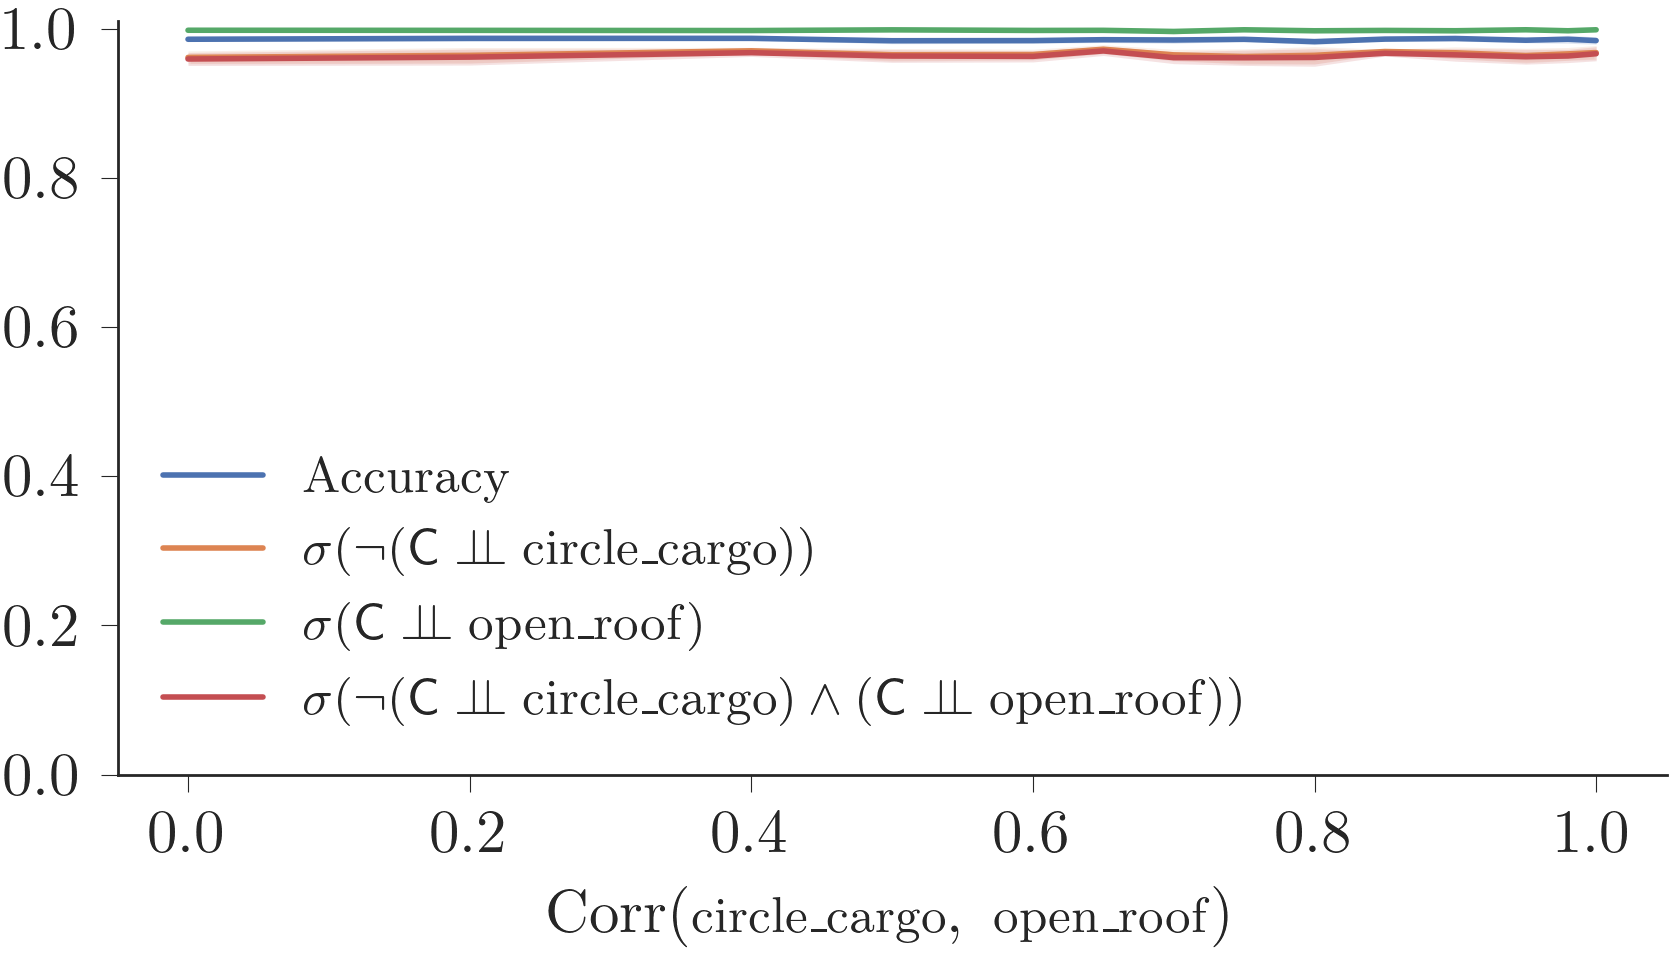 1.0
0.8
0.6
0.4
0.2
0.0
Accuracy
σ(¬(C ⫫ circle_cargo))
σ(C ⫫ open_roof)
σ(¬(C ⫫ circle_cargo) ∧ (C ⫫ open_roof))
0.0 0.2 0.4 0.6 0.8 1.0
Corr(circle_cargo, open_roof)